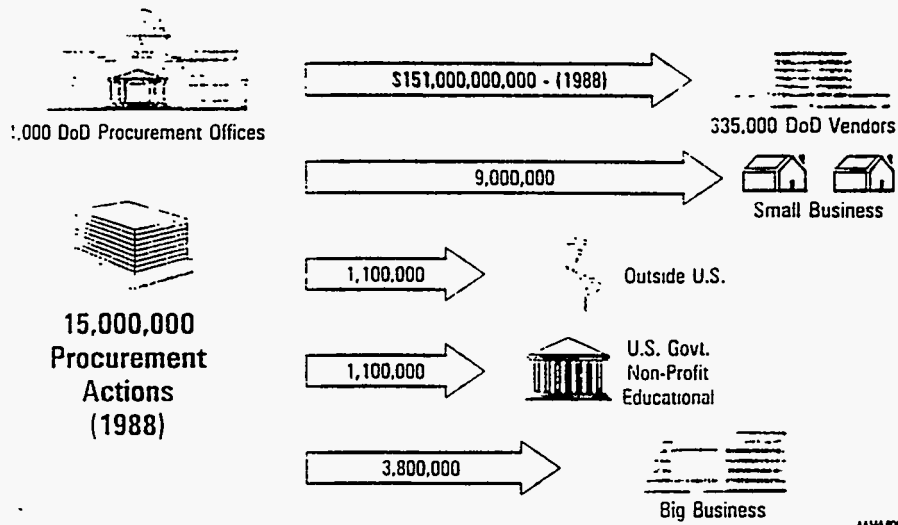 $151,000,000,000 - (1988)
,000 DoD Procurement Offices
335,000 DoD Vendors
9,000,000
Small Business
1,100,000
Outside U.S.
15,000,000
Procurement
Actions
(1988)
1,100,000
U.S. Govt.
Non-Profit
Educational
3,800,000
Big Business